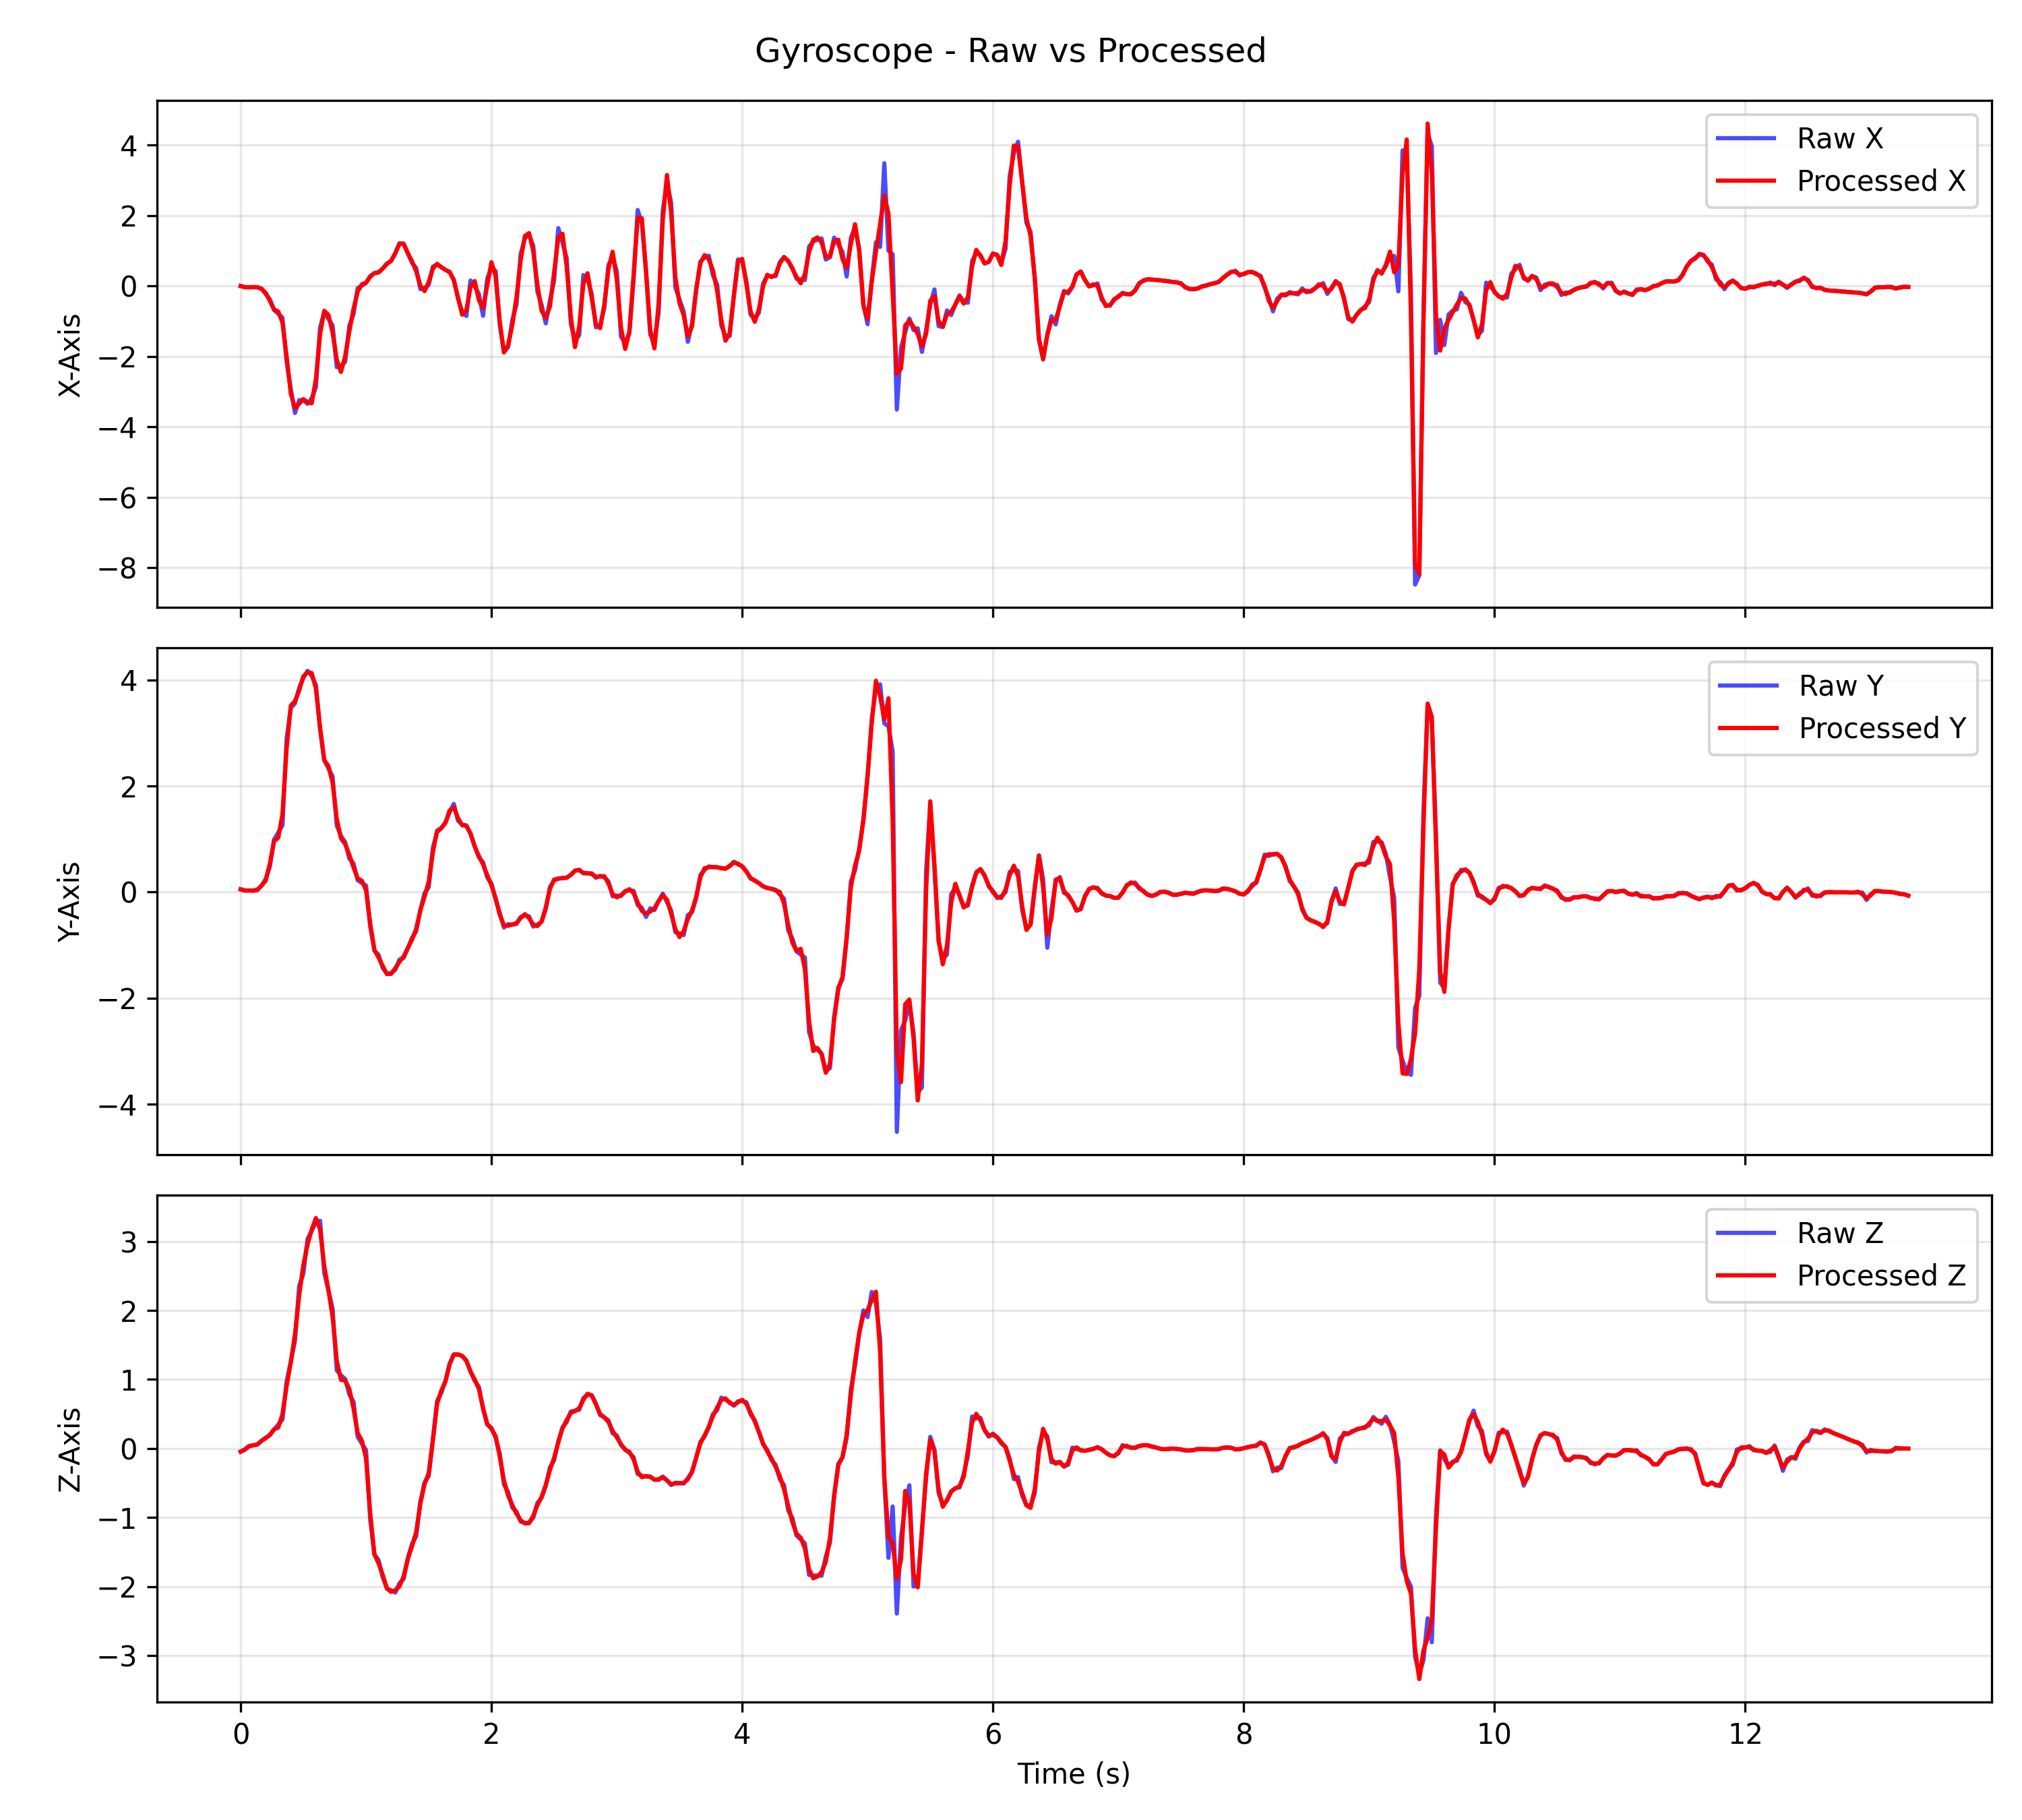 Gyroscope - Raw vs Processed
4
2
0
−2
−4
−6
−8
X-Axis
Raw X
Processed X
4
2
0
−2
−4
Y-Axis
Raw Y
Processed Y
3
2
1
0
−1
−2
−3
Z-Axis
Raw Z
Processed Z
0 2 4 6 8 10 12
Time (s)